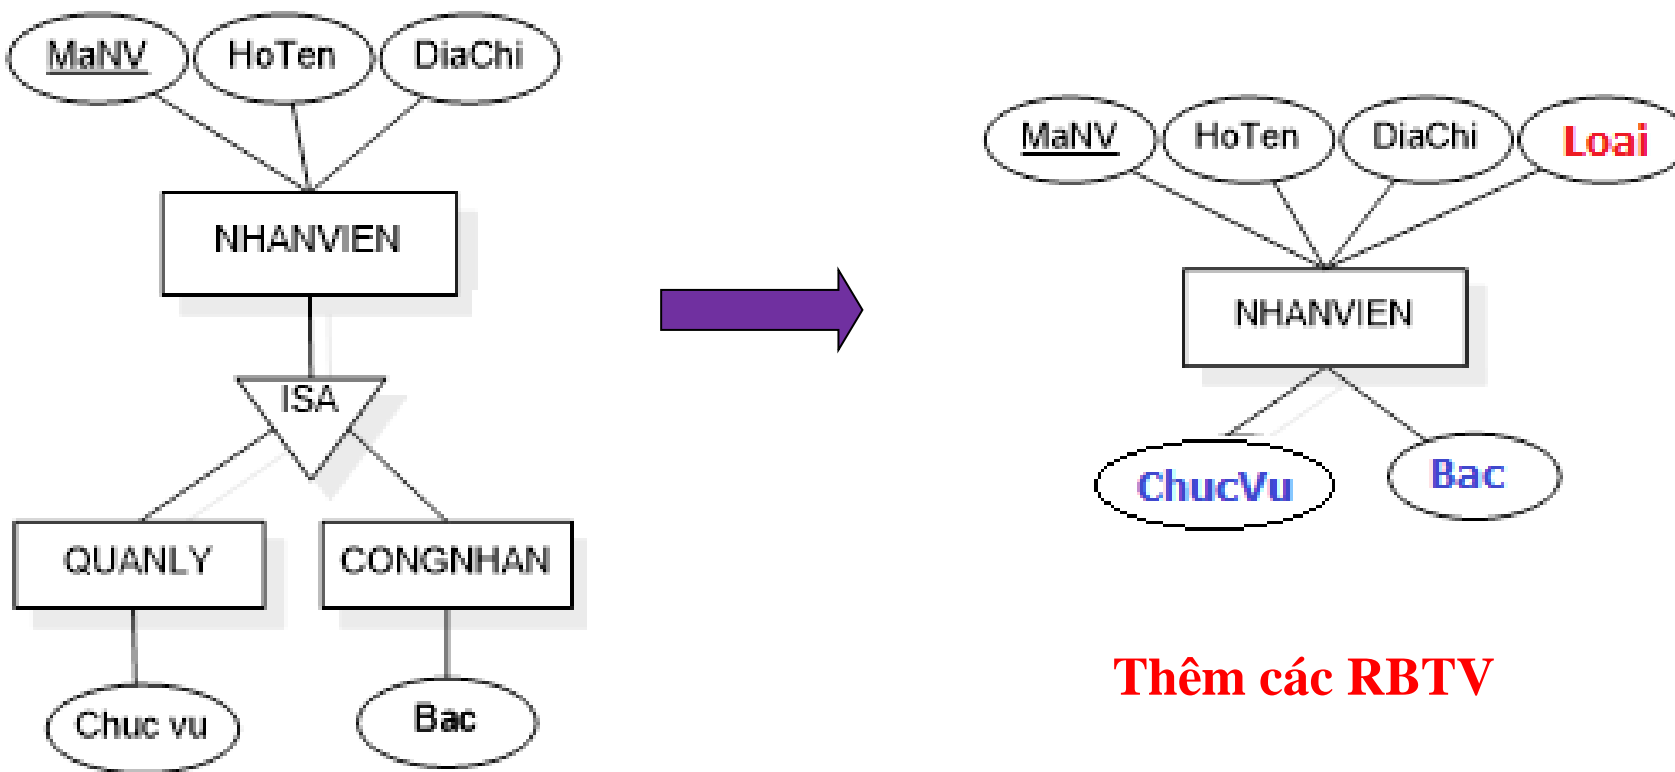 MaNV HoTen DiaChi
NHANVIEN
ISA
QUANLY CONGNHAN
Chuc vu Bac
MaNV HoTen DiaChi Loai
NHANVIEN
ChucVu Bac
Thêm các RBTV